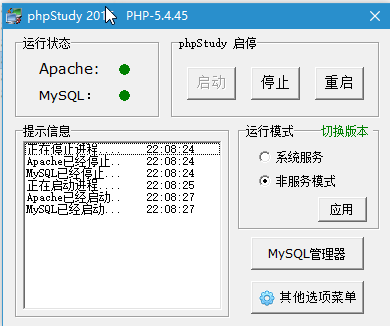 phpStudy 20 PHP-5.4.45
运行状态
Apache:
MySQL:
phpStudy 启停
启动
停止
重启
提示信息
正在停止进程.... 22:08:24
Apache已经停止.. 22:08:24
MySQL已经停止... 22:08:24
正在启动进程.... 22:08:25
Apache已经启动.. 22:08:27
MySQL已经启动... 22:08:27
运行模式 切换版本
系统服务
非服务模式
应用
MySQL管理器
其他选项菜单